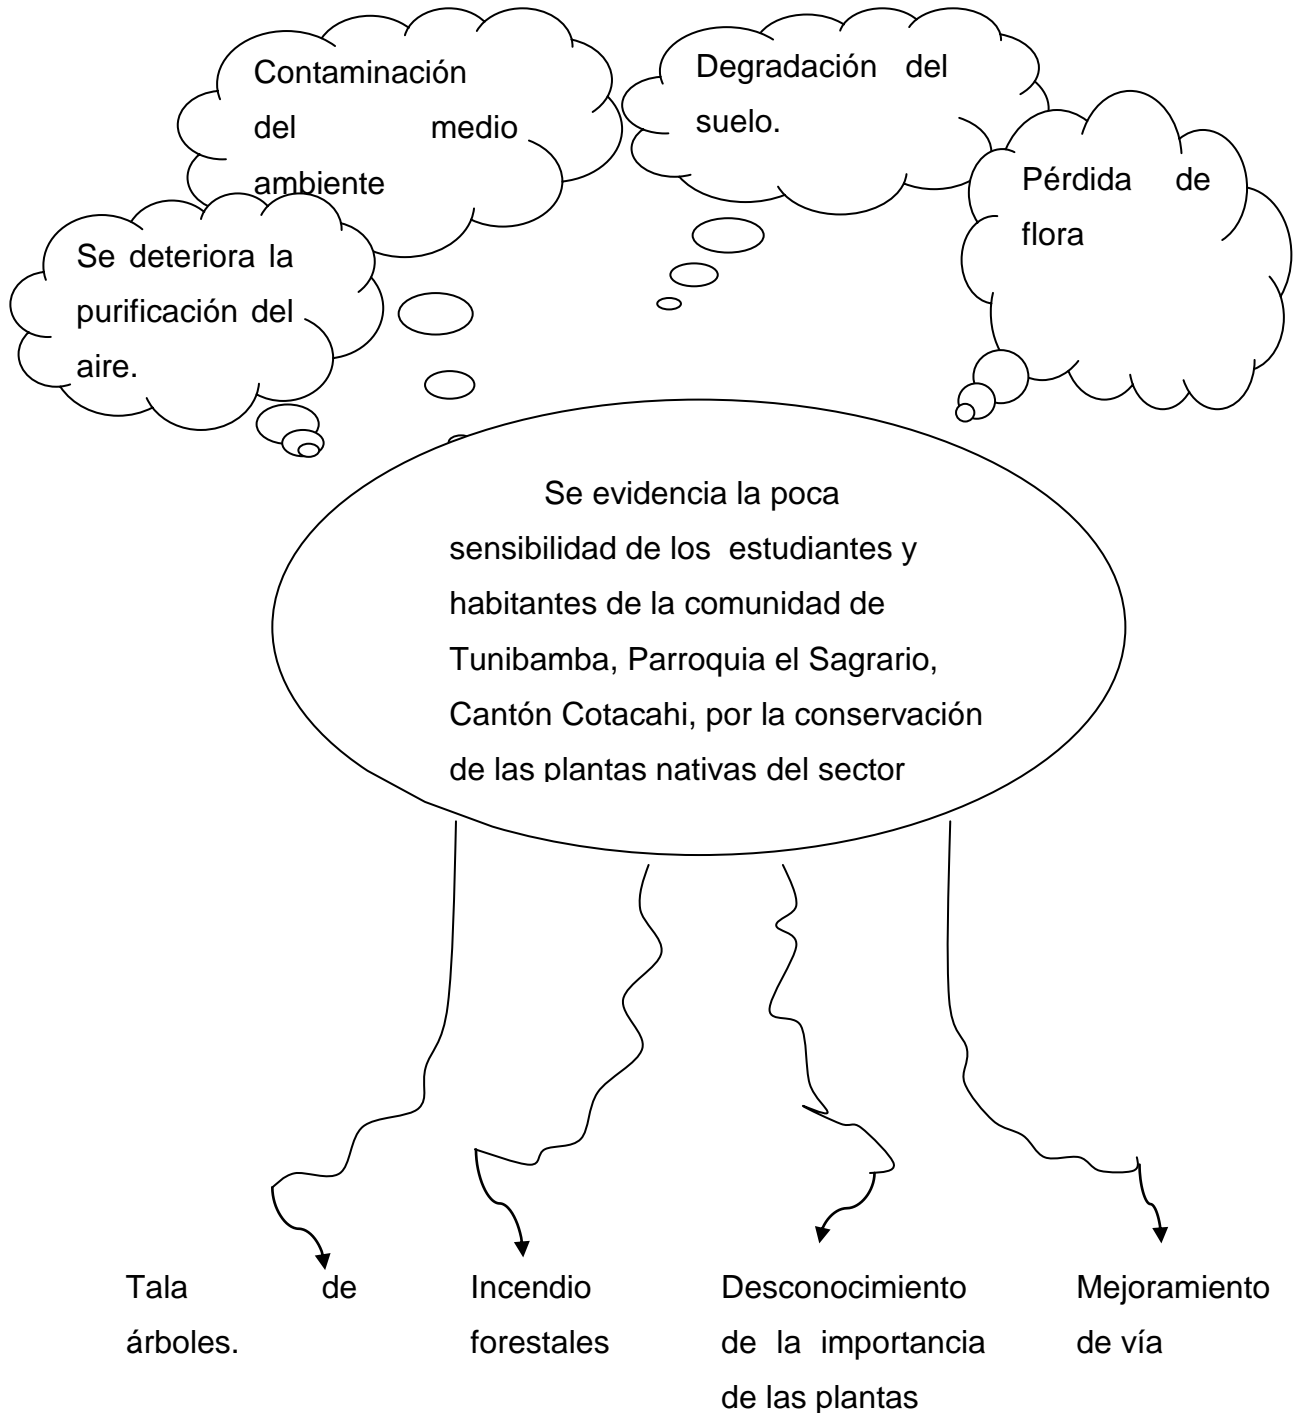 Contaminación
del medio
ambiente
Degradación del
suelo.
Pérdida de
flora
Se deteriora la
purificación del
aire.
Se evidencia la poca
sensibilidad de los estudiantes y
habitantes de la comunidad de
Tunibamba, Parroquia el Sagrario,
Cantón Cotacahi, por la conservación
de las plantas nativas del sector
Tala de
árboles.
Incendio
forestales
Desconocimiento
de la importancia
de las plantas
Mejoramiento
de vía